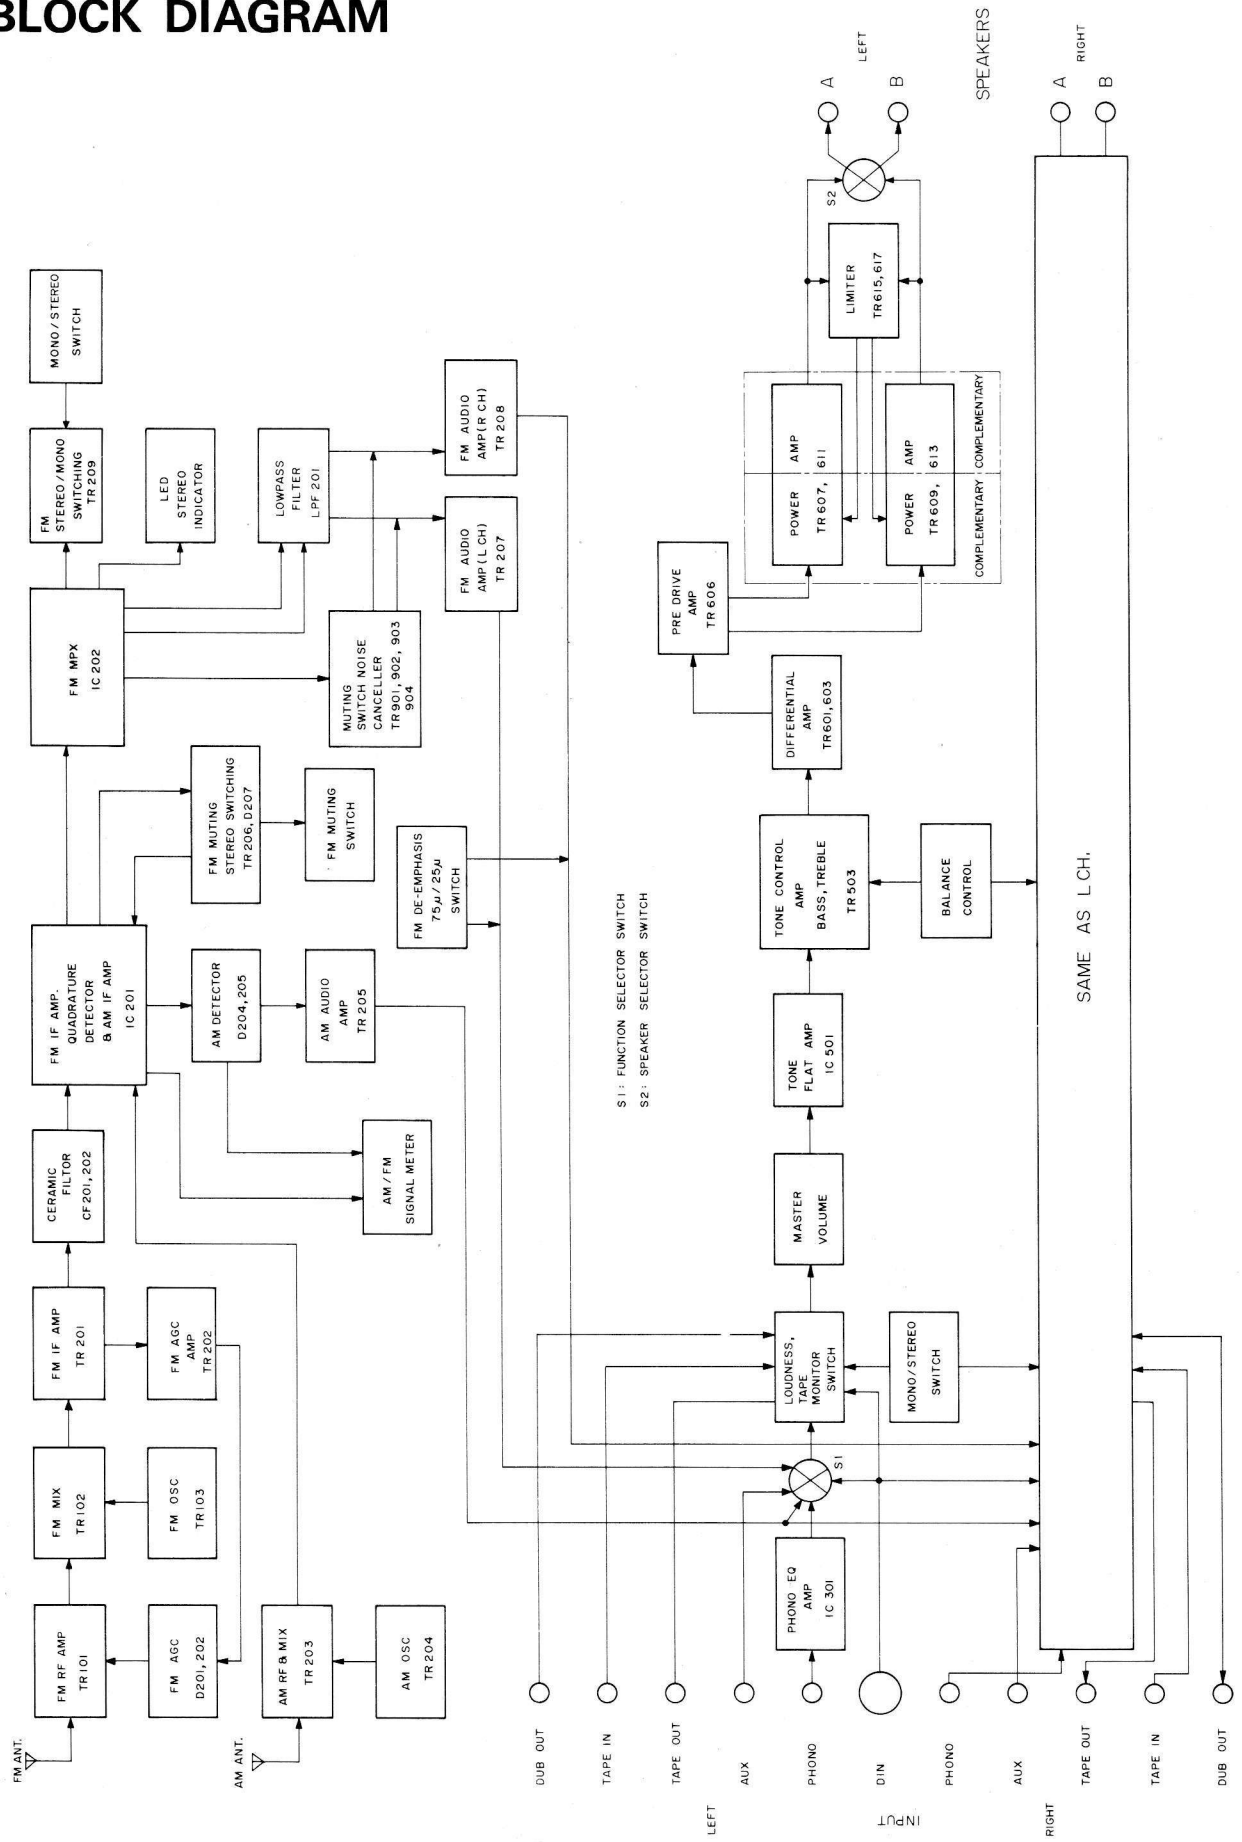 BLOCK DIAGRAM
FM ANT.
FM RF AMP
TR101
FM MIX
TR102
FM IF AMP
TR 201
CERAMIC
FILTOR
CF201, 202
FM IF AMP.
QUADRATURE
DETECTOR
& AM IF AMP
IC 201
FM MPX
IC202
FM
STEREO/MONO
SWITCHING
TR 209
MONO/STEREO
SWITCH
FM AGC
D201, 202
FM OSC
TR103
FM AGC
AMP
TR 202
LED
STEREO
INDICATOR
AM ANT.
AM RF & MIX
TR 203
AM DETECTOR
D204, 205
FM MUTING
STEREO SWITCHING
TR 206, D207
LOWPASS
FILTER
LPF 201
AM OSC
TR 204
AM/FM
SIGNAL METER
AM AUDIO
AMP
TR 205
FM MUTING
SWITCH
MUTING
SWITCH NOISE
CANCELLER
TR901, 902, 903
904
FM DE-EMPHASIS
75µ/25µ
SWITCH
FM AUDIO
AMP(L CH)
TR 207
FM AUDIO
AMP(R CH)
TR 208
S1: FUNCTION SELECTOR SWITCH
S2: SPEAKER SELECTOR SWITCH
DUB OUT
TAPE IN
TAPE OUT
AUX
PHONO
DIN
PHONO
AUX
TAPE OUT
TAPE IN
DUB OUT
LEFT
INPUT
RIGHT
PHONO EQ
AMP
IC 301
S1
LOUDNESS,
TAPE
MONITOR
SWITCH
MONO/STEREO
SWITCH
MASTER
VOLUME
TONE
FLAT AMP
IC 501
TONE CONTROL
AMP
BASS, TREBLE
TR 503
BALANCE
CONTROL
DIFFERENTIAL
AMP
TR601, 603
PRE DRIVE
AMP
TR 606
POWER AMP
TR 607, 611
POWER AMP
TR 609, 613
COMPLEMENTARY COMPLEMENTARY
LIMITER
TR615, 617
S2
A
LEFT
B
SPEAKERS
A
RIGHT
B
SAME AS L CH.